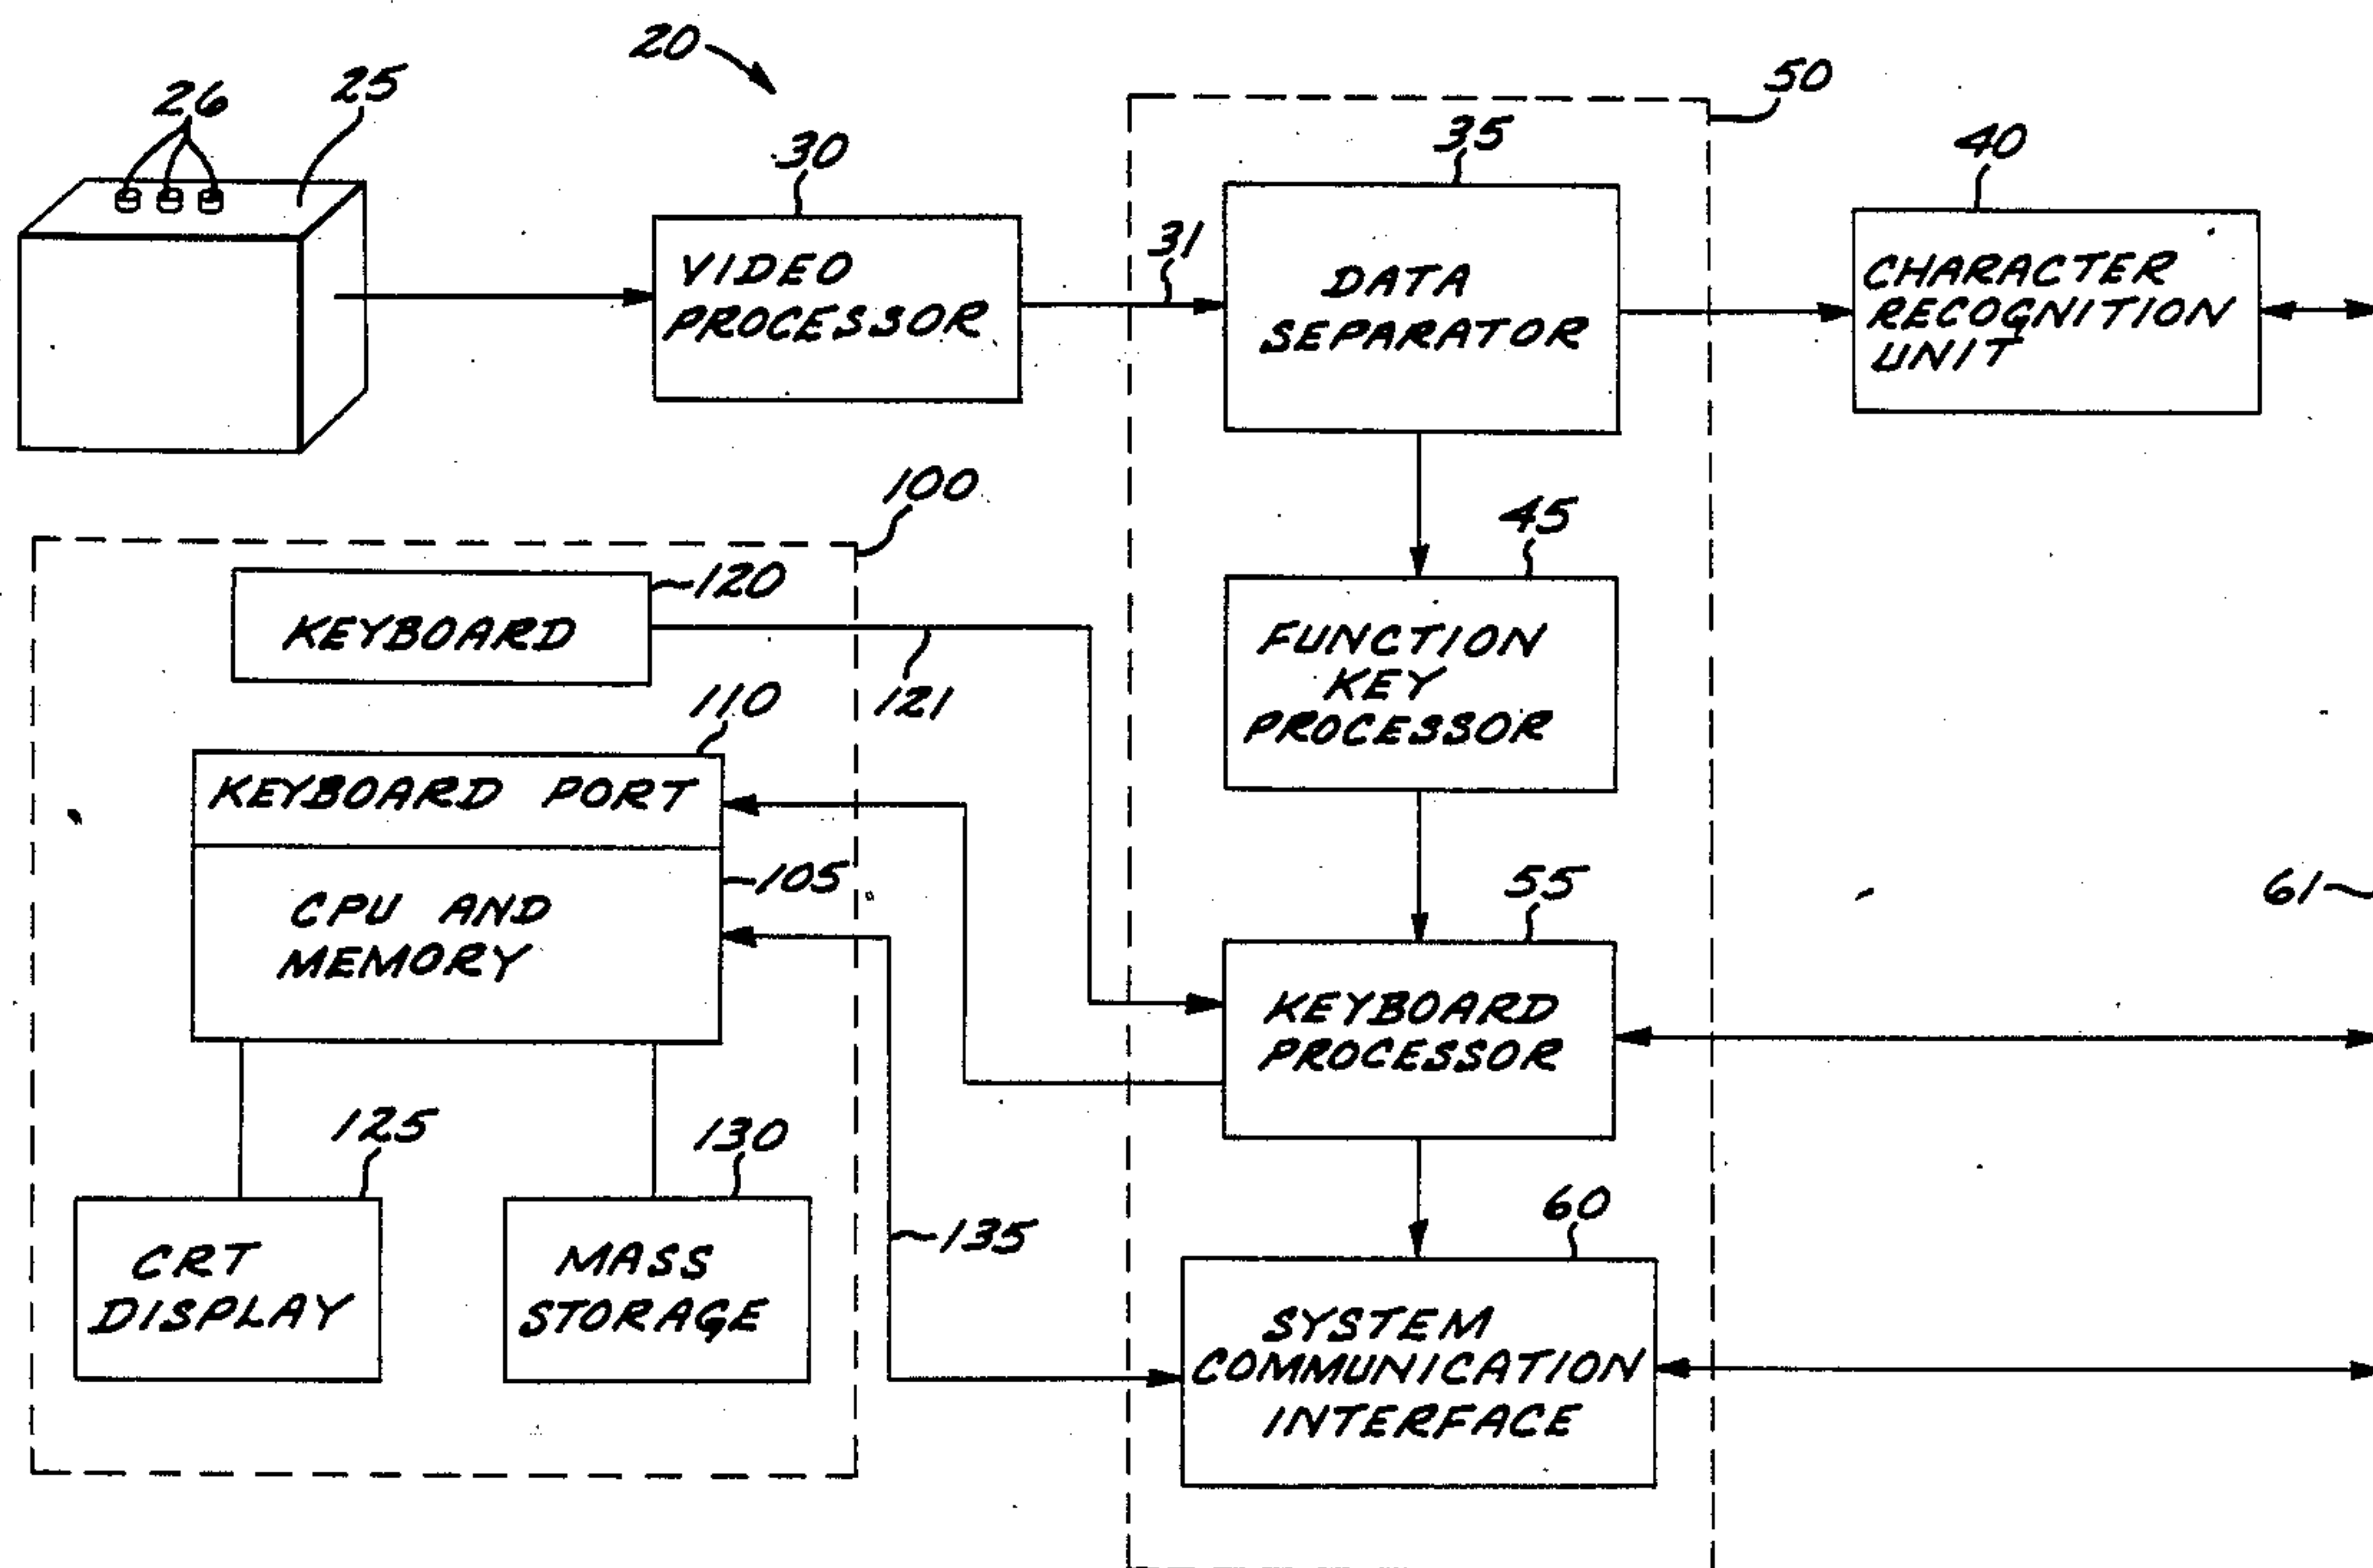 20
50
26
25
30
35
40
31
VIDEO
PROCESSOR
DATA
SEPARATOR
CHARACTER
RECOGNITION
UNIT
100
45
120
KEYBOARD
121
FUNCTION
KEY
PROCESSOR
110
KEYBOARD PORT
105
CPU AND
MEMORY
55
61
KEYBOARD
PROCESSOR
125
130
135
60
CRT
DISPLAY
MASS
STORAGE
SYSTEM
COMMUNICATION
INTERFACE